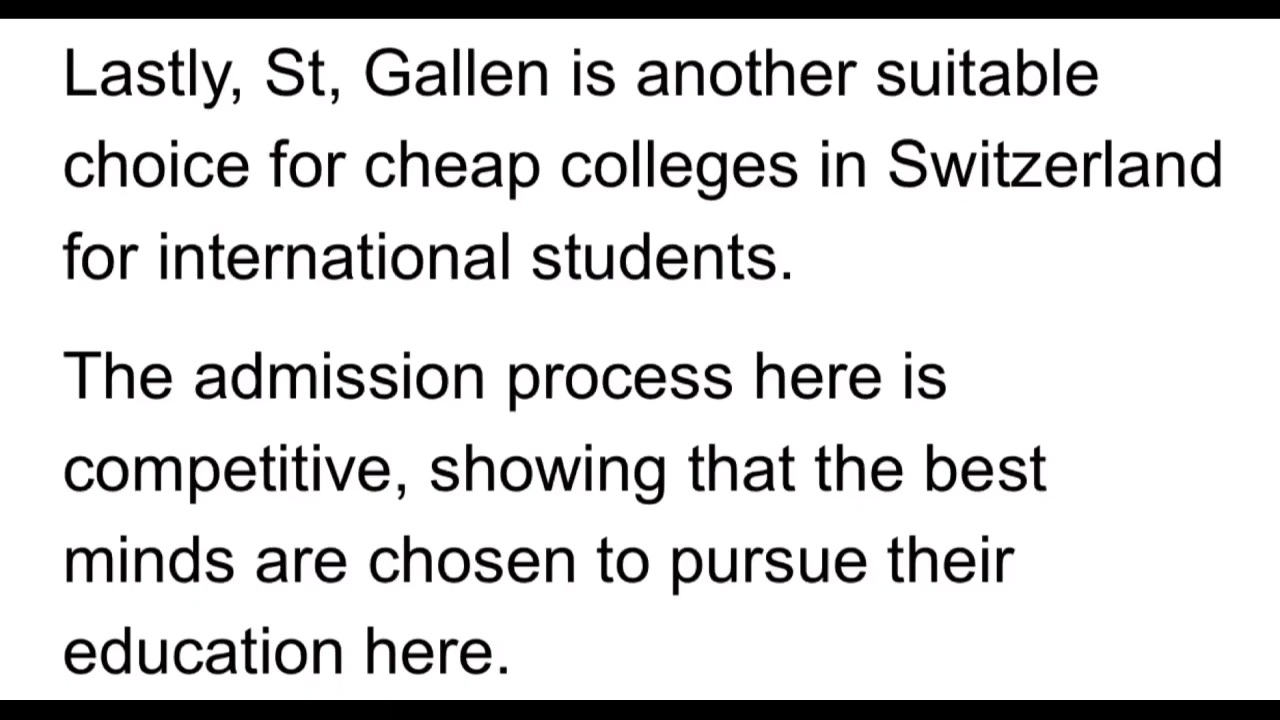 Lastly, St, Gallen is another suitable
choice for cheap colleges in Switzerland
for international students.
The admission process here is
competitive, showing that the best
minds are chosen to pursue their
education here.